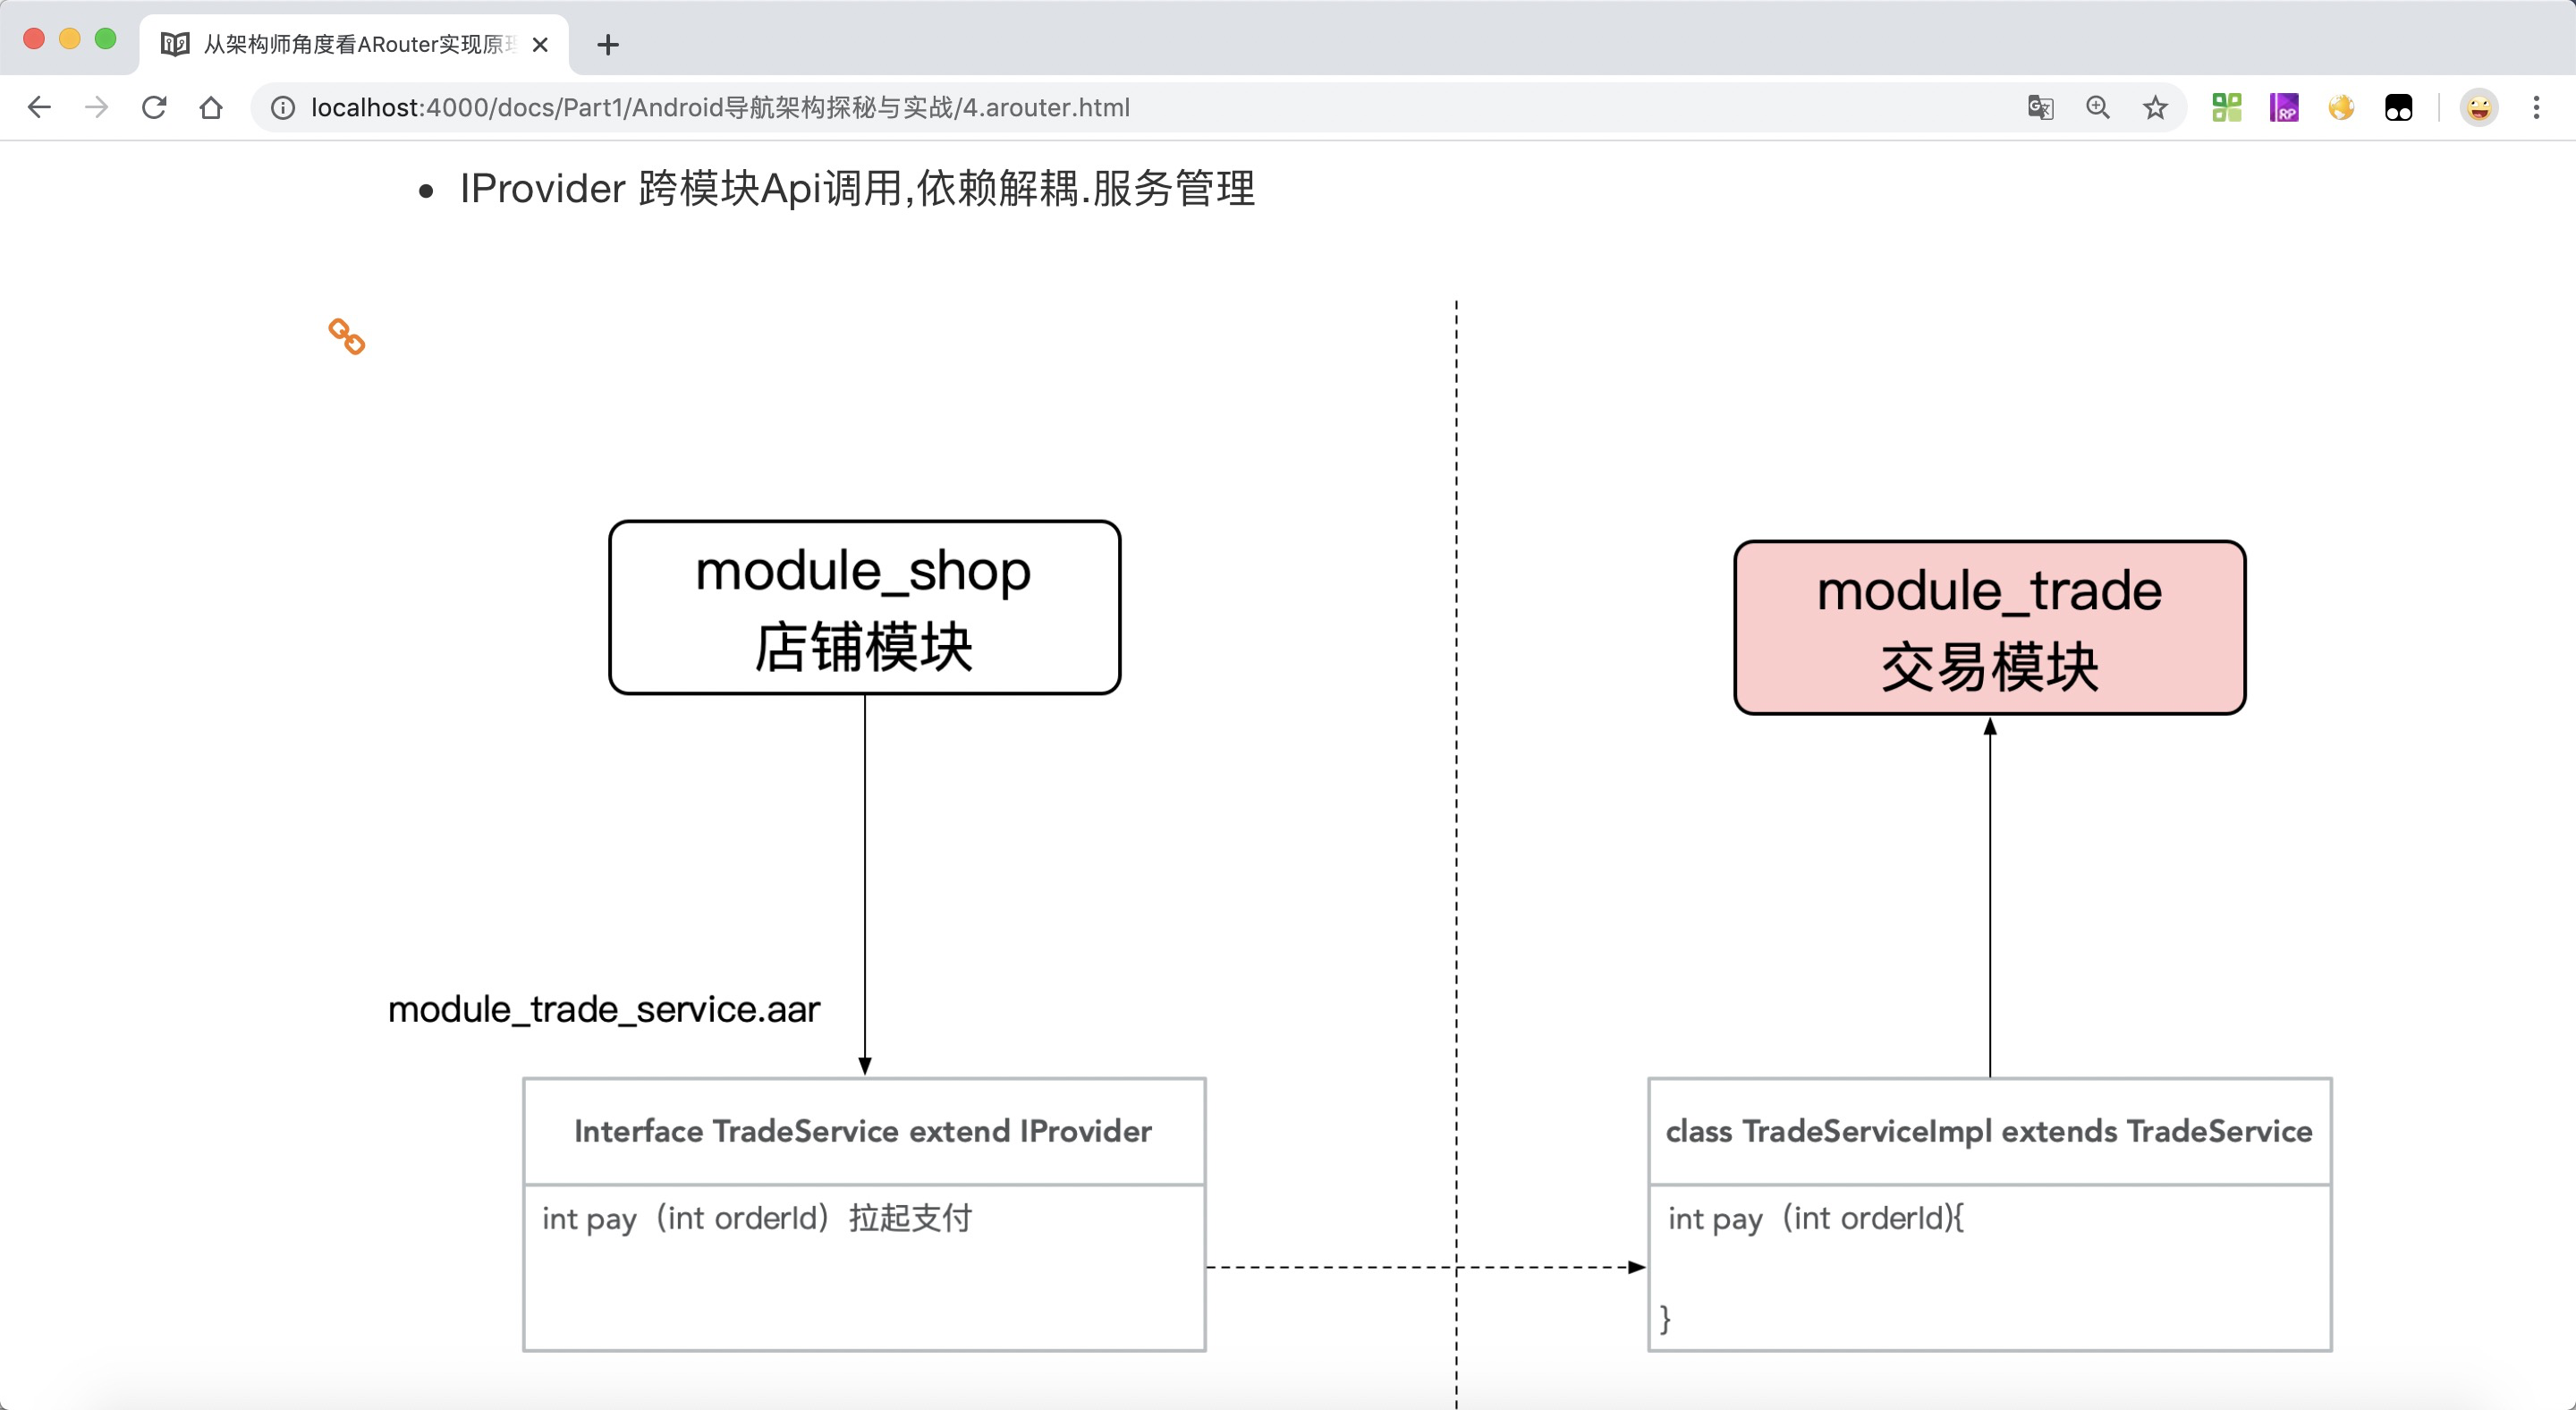 从架构师角度看ARouter实现原理
localhost:4000/docs/Part1/Android导航架构探秘与实战/4.arouter.html
RP
IProvider 跨模块Api调用,依赖解耦.服务管理
module_shop
店铺模块
module_trade
交易模块
module_trade_service.aar
Interface TradeService extend IProvider
int pay（int orderId）拉起支付
class TradeServiceImpl extends TradeService
int pay（int orderId){
}